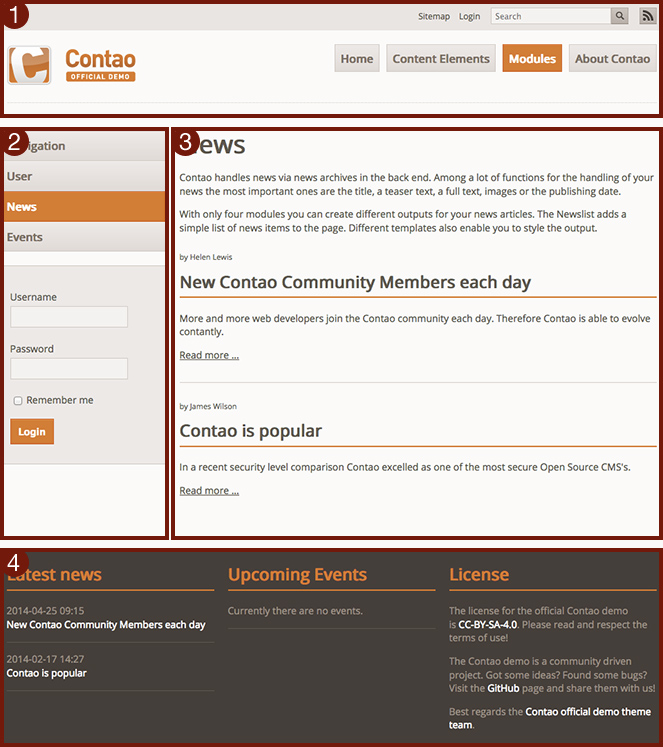 1
Sitemap Login Search
Contao
OFFICIAL DEMO
Home Content Elements Modules About Contao
2
igation
User
News
Events
Username
Password
Remember me
Login
3
ews
Contao handles news via news archives in the back end. Among a lot of functions for the handling of your
news the most important ones are the title, a teaser text, a full text, images or the publishing date.
With only four modules you can create different outputs for your news articles. The Newslist adds a
simple list of news items to the page. Different templates also enable you to style the output.
by Helen Lewis
New Contao Community Members each day
More and more web developers join the Contao community each day. Therefore Contao is able to evolve
contantly.
Read more ...
by James Wilson
Contao is popular
In a recent security level comparison Contao excelled as one of the most secure Open Source CMS's.
Read more ...
4
Latest news
2014-04-25 09:15
New Contao Community Members each day
2014-02-17 14:27
Contao is popular
Upcoming Events
Currently there are no events.
License
The license for the official Contao demo
is CC-BY-SA-4.0. Please read and respect the
terms of use!
The Contao demo is a community driven
project. Got some ideas? Found some bugs?
Visit the GitHub page and share them with us!
Best regards the Contao official demo theme
team.